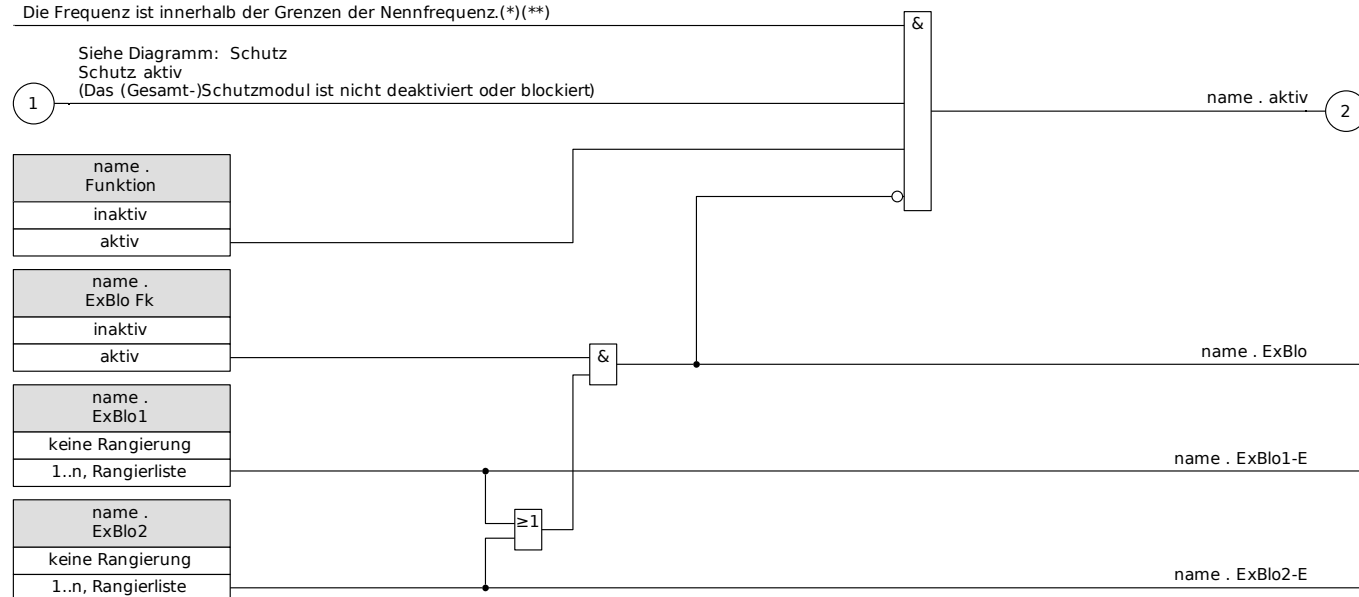 Die Frequenz ist innerhalb der Grenzen der Nennfrequenz.(*)(**)
&
Siehe Diagramm: Schutz
Schutz aktiv
(Das (Gesamt-)Schutzmodul ist nicht deaktiviert oder blockiert)
1
name . aktiv
2
name .
Funktion
inaktiv
aktiv
name .
ExBlo Fk
inaktiv
aktiv
&
name . ExBlo
name .
ExBlo1
keine Rangierung
1..n, Rangierliste
name . ExBlo1-E
name .
ExBlo2
≥1
keine Rangierung
1..n, Rangierliste
name . ExBlo2-E